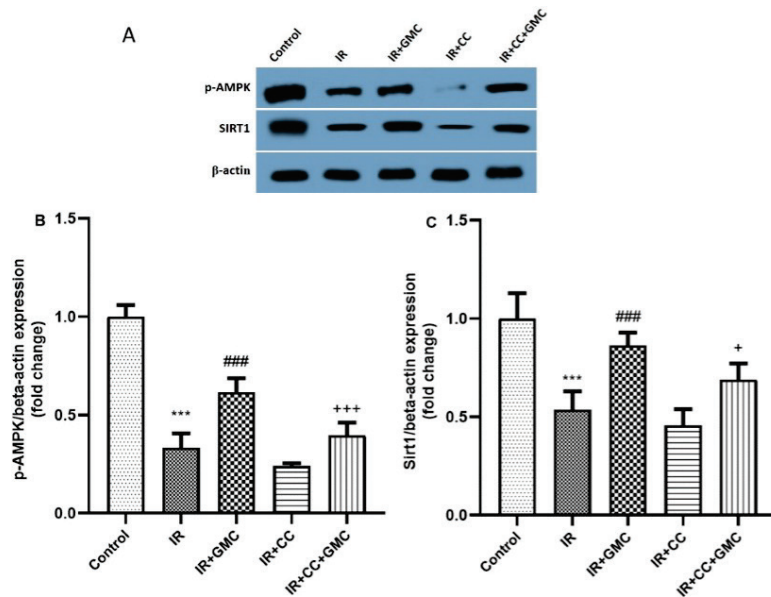 A
Control
IR
IR+GMC
IR+CC
IR+CC+GMC
p-AMPK
SIRT1
β-actin
B
p-AMPK/beta-actin expression
(fold change)
1.5
1.0
0.5
0.0
***
###
+++
Control
IR
IR+GMC
IR+CC
IR+CC+GMC
C
Sirt1/beta-actin expression
(fold change)
1.5
1.0
0.5
0.0
***
###
+
Control
IR
IR+GMC
IR+CC
IR+CC+GMC